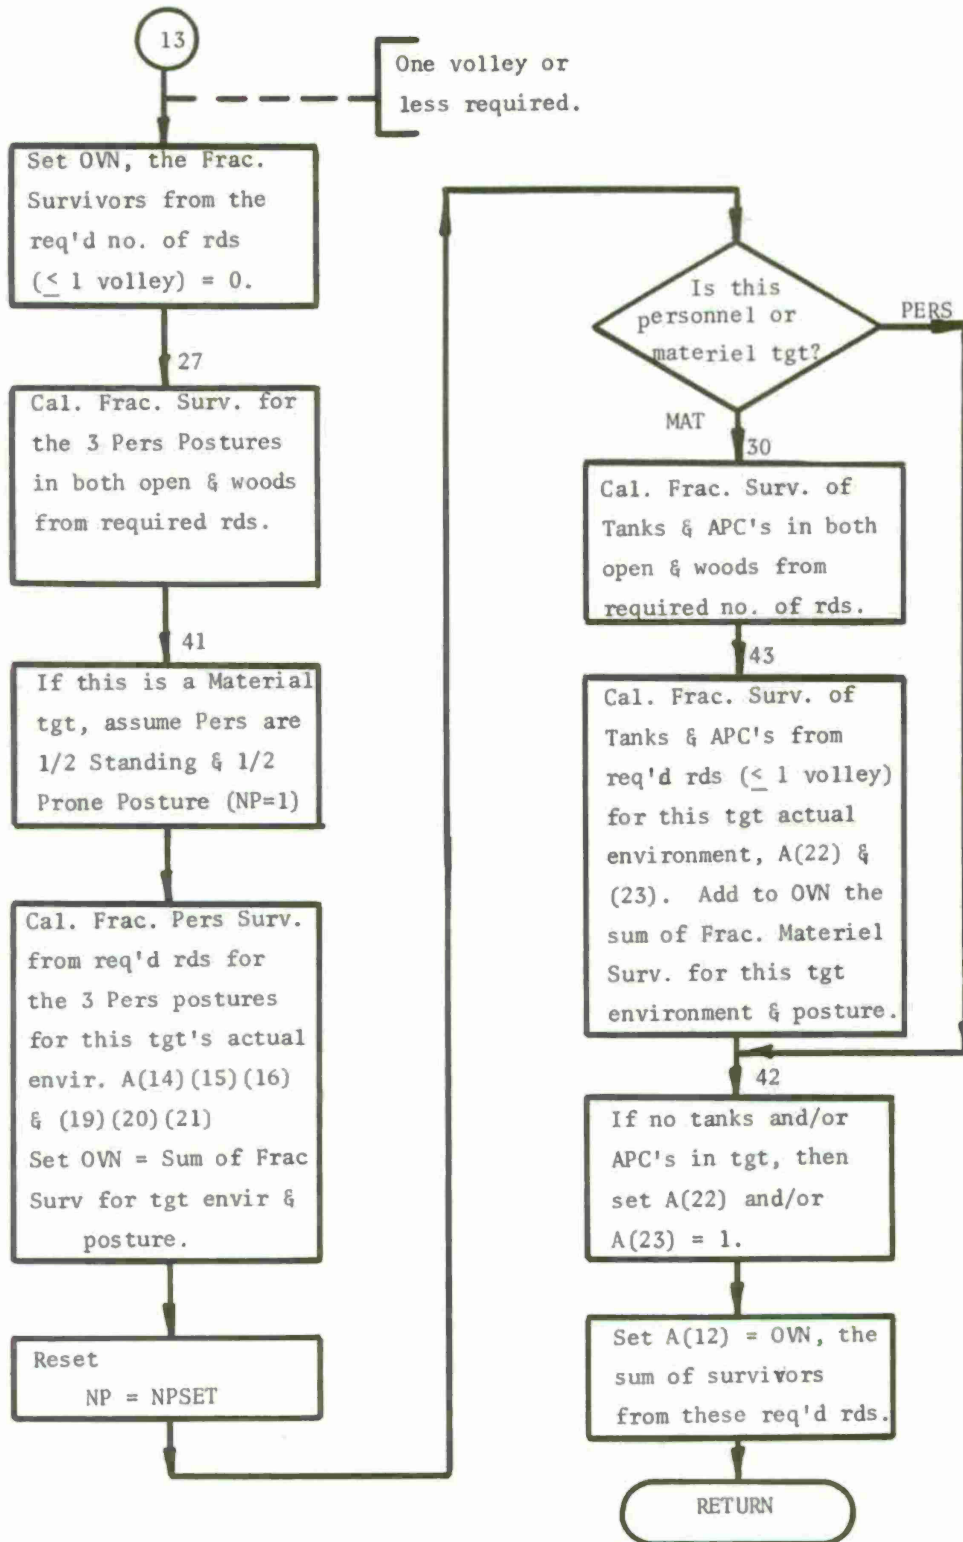 13
One volley or
less required.
Set OVN, the Frac.
Survivors from the
req'd no. of rds
(≤ 1 volley) = 0.
27
Cal. Frac. Surv. for
the 3 Pers Postures
in both open & woods
from required rds.
41
If this is a Material
tgt, assume Pers are
1/2 Standing & 1/2
Prone Posture (NP=1)
Cal. Frac. Pers Surv.
from req'd rds for
the 3 Pers postures
for this tgt's actual
envir. A(14)(15)(16)
& (19)(20)(21)
Set OVN = Sum of Frac
Surv for tgt envir &
posture.
Reset
NP = NPSET
Is this
personnel or
materiel tgt?
PERS
MAT
30
Cal. Frac. Surv. of
Tanks & APC's in both
open & woods from
required no. of rds.
43
Cal. Frac. Surv. of
Tanks & APC's from
req'd rds (≤ 1 volley)
for this tgt actual
environment, A(22) &
(23). Add to OVN the
sum of Frac. Materiel
Surv. for this tgt
environment & posture.
42
If no tanks and/or
APC's in tgt, then
set A(22) and/or
A(23) = 1.
Set A(12) = OVN, the
sum of survivors
from these req'd rds.
RETURN